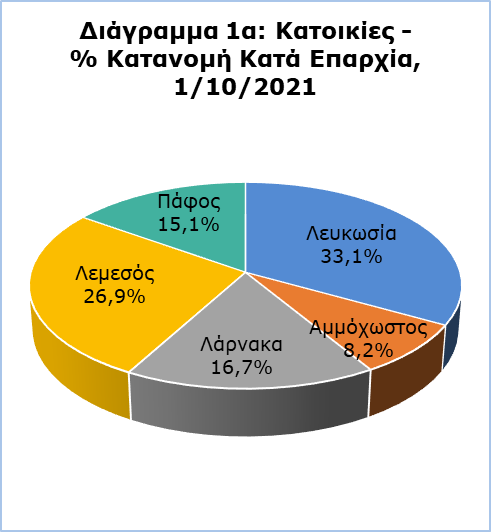 Διάγραμμα 1α: Κατοικίες -
% Κατανομή Κατά Επαρχία,
1/10/2021
Πάφος
15,1%
Λευκωσία
33,1%
Λεμεσός
26,9%
Αμμόχωστος
8,2%
Λάρνακα
16,7%